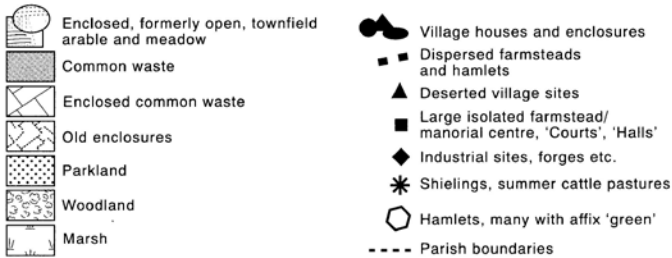 Enclosed, formerly open, townfield
arable and meadow
Common waste
Enclosed common waste
Old enclosures
Parkland
Woodland
Marsh
Village houses and enclosures
Dispersed farmsteads
and hamlets
Deserted village sites
Large isolated farmstead/
manorial centre, 'Courts', 'Halls'
Industrial sites, forges etc.
Shielings, summer cattle pastures
Hamlets, many with affix 'green'
Parish boundaries